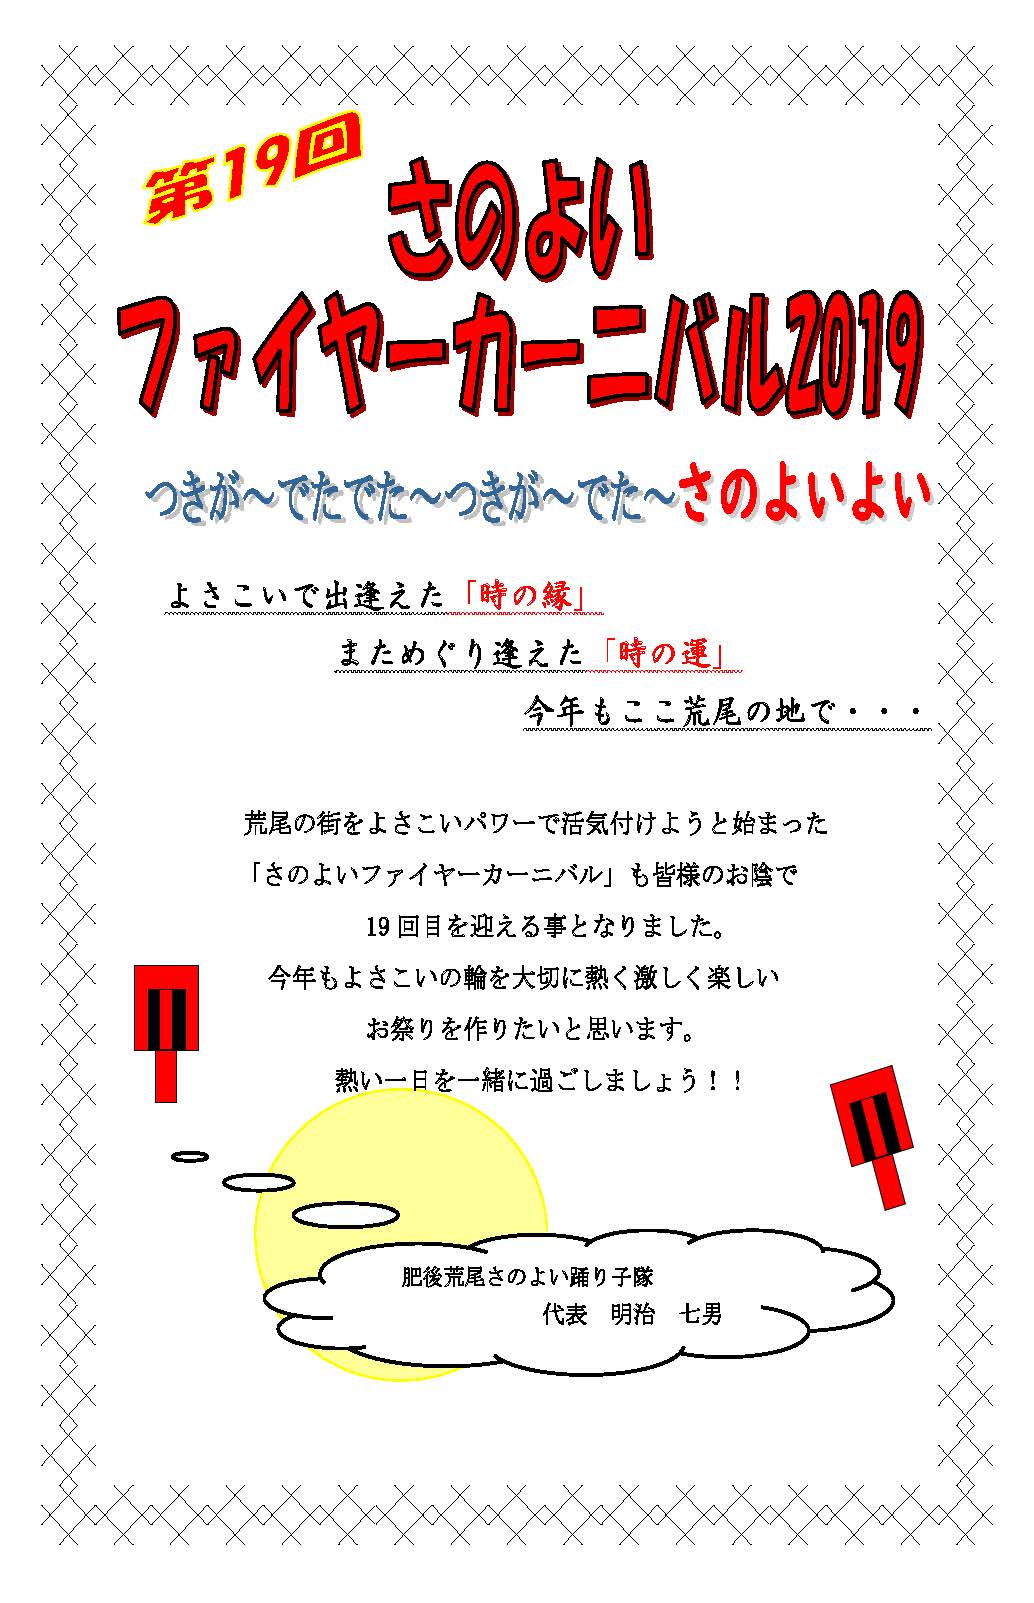 第19回
さのよい
ファイヤーカーニバル2019
つきが～でたでた～つきが～でた～さのよいよい
よさこいで出逢えた「時の縁」
まためぐり逢えた「時の運」
今年もここ荒尾の地で・・・
荒尾の街をよさこいパワーで活気付けようと始まった
「さのよいファイヤーカーニバル」も皆様のお陰で
19回目を迎える事となりました。
今年もよさこいの輪を大切に熱く激しく楽しい
お祭りを作りたいと思います。
熱い一日を一緒に過ごしましょう！！
肥後荒尾さのよい踊り子隊
代表　明治　七男